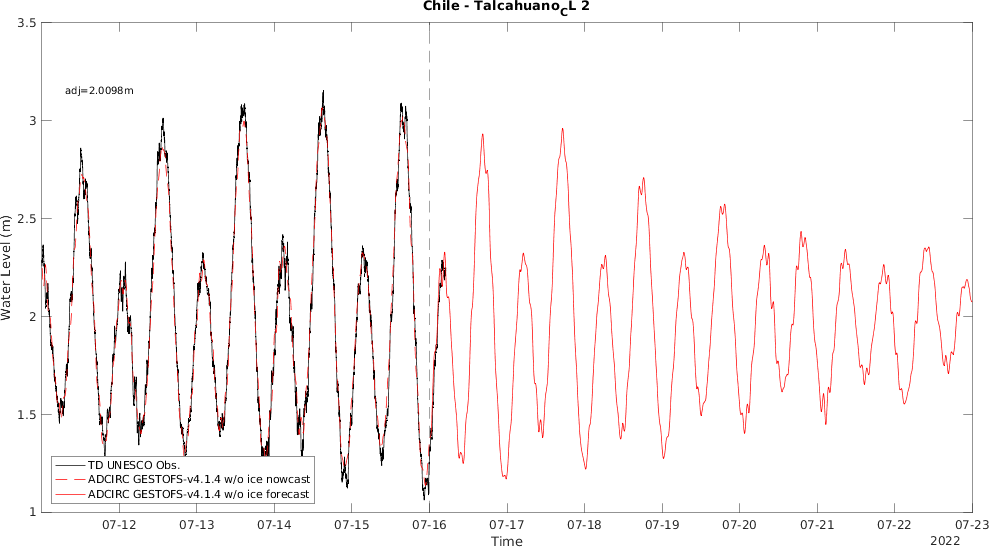 Chile - Talcahuano_CL 2
adj=2.0098m
3.5
3
2.5
2
1.5
1
Water Level (m)
TD UNESCO Obs.
ADCIRC GESTOFS-v4.1.4 w/o ice nowcast
ADCIRC GESTOFS-v4.1.4 w/o ice forecast
07-12 07-13 07-14 07-15 07-16 07-17 07-18 07-19 07-20 07-21 07-22 07-23
Time
2022